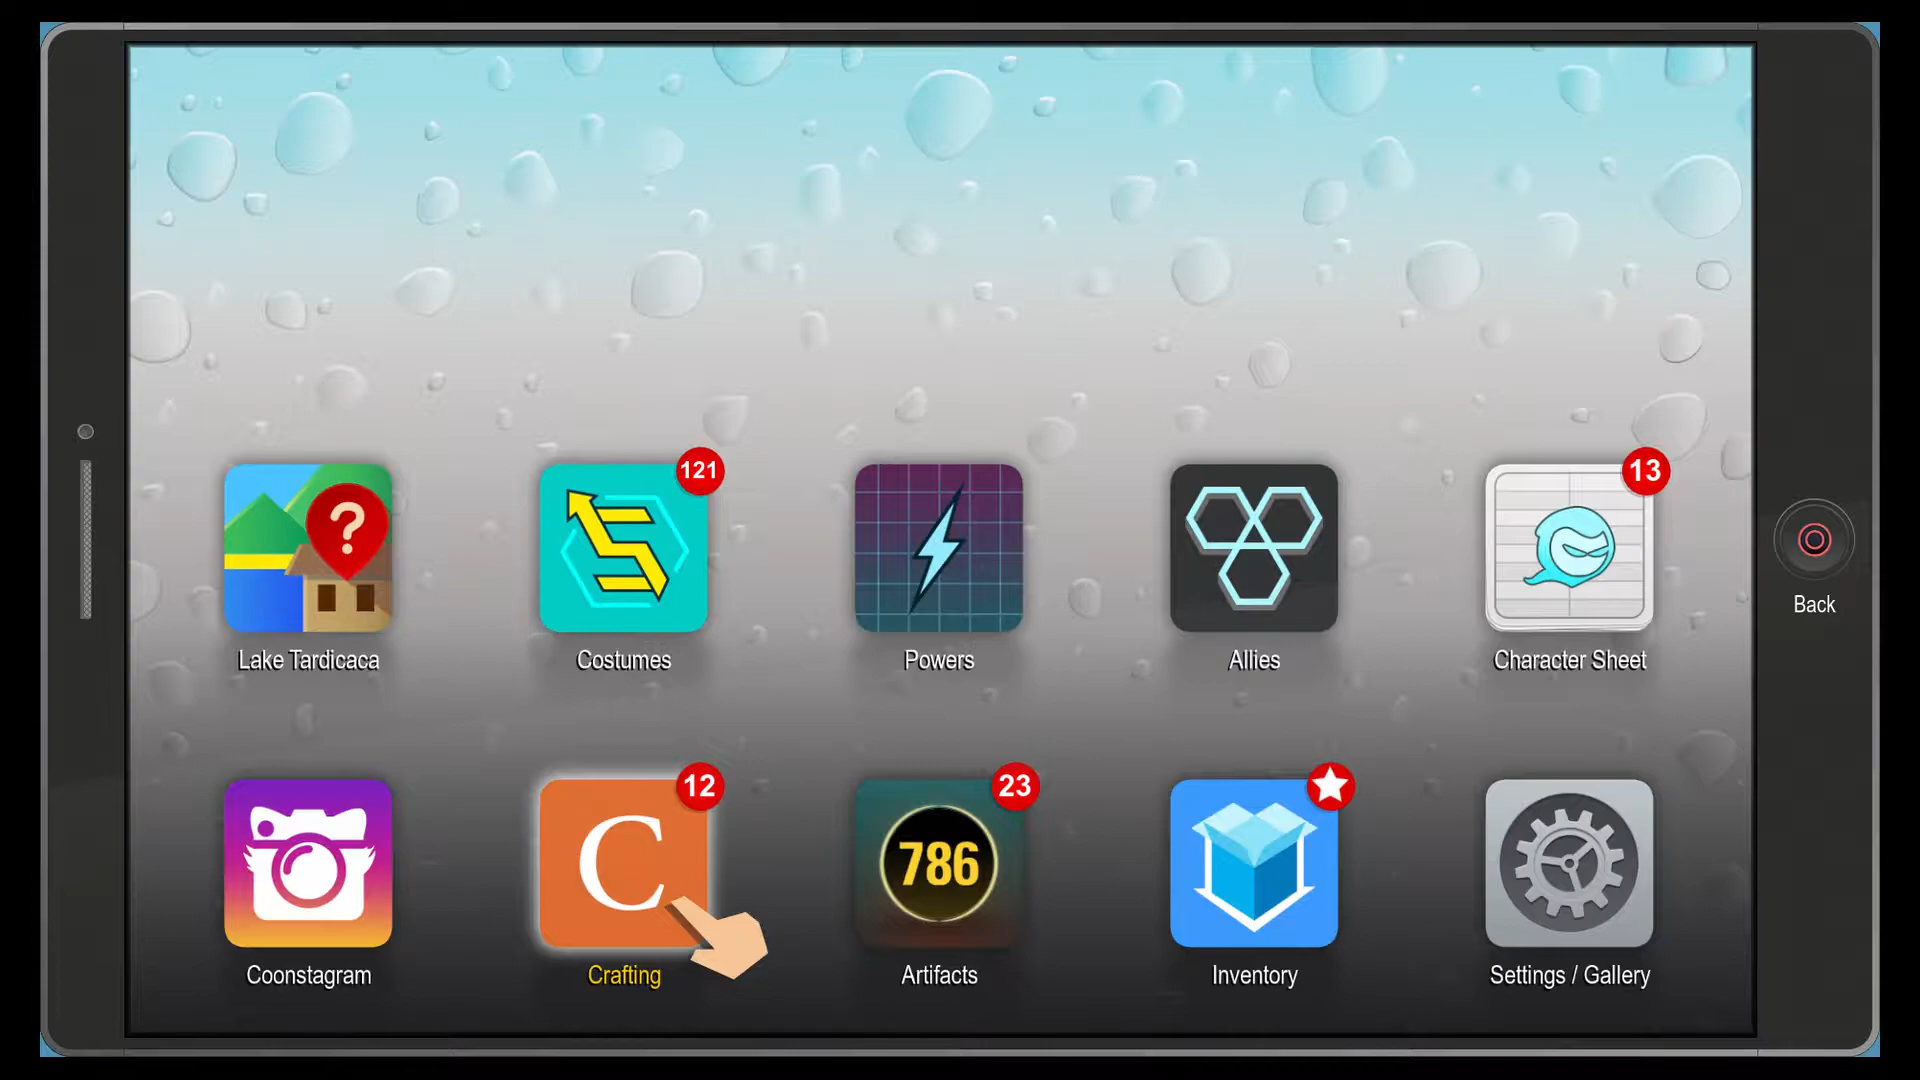 121
13
?
Lake Tardicaca
Costumes
Powers
Allies
Character Sheet
Back
12
23
C
786
Coonstagram
Crafting
Artifacts
Inventory
Settings / Gallery